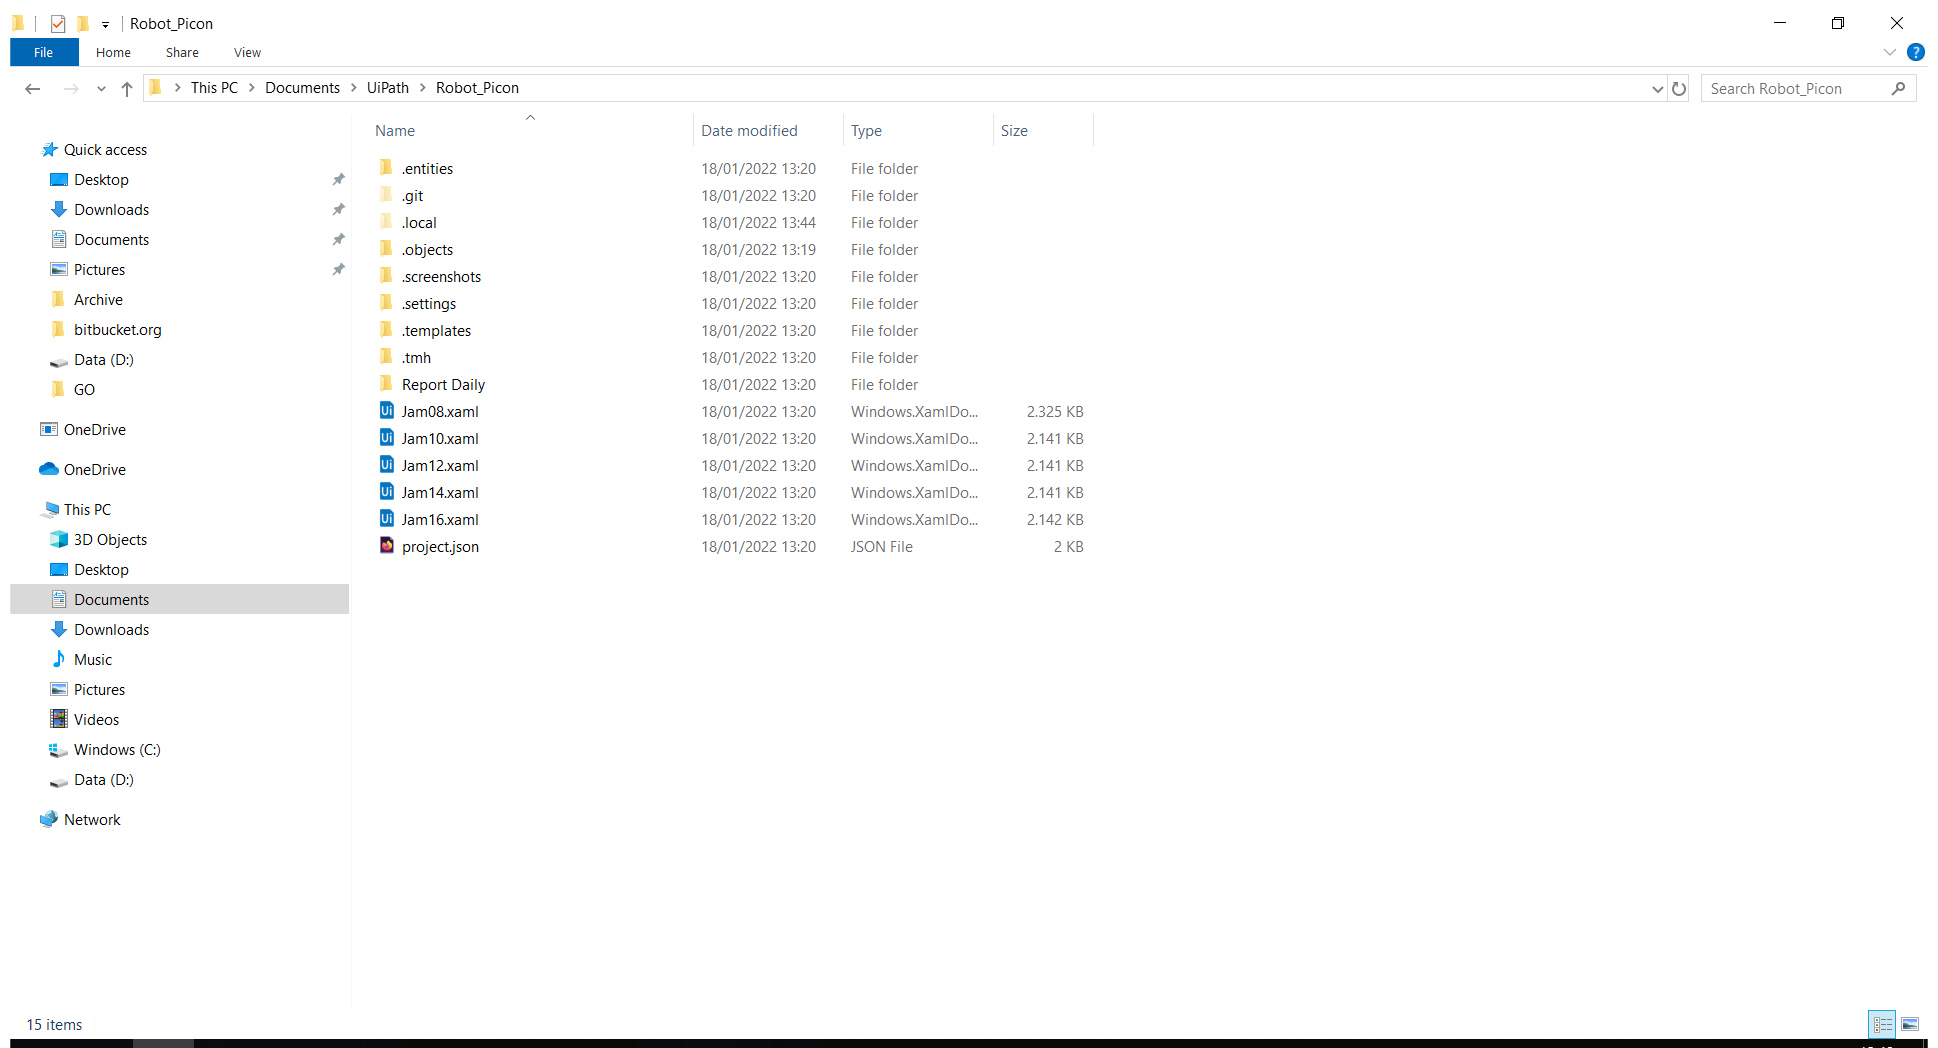 Robot_Picon
File Home Share View
This PC Documents UiPath Robot_Picon
Search Robot_Picon
Name Date modified Type Size
Quick access
Desktop
Downloads
Documents
Pictures
Archive
bitbucket.org
Data (D:)
GO
OneDrive
OneDrive
This PC
3D Objects
Desktop
Documents
Downloads
Music
Pictures
Videos
Windows (C:)
Data (D:)
Network
.entities 18/01/2022 13:20 File folder
.git 18/01/2022 13:20 File folder
.local 18/01/2022 13:44 File folder
.objects 18/01/2022 13:19 File folder
.screenshots 18/01/2022 13:20 File folder
.settings 18/01/2022 13:20 File folder
.templates 18/01/2022 13:20 File folder
.tmh 18/01/2022 13:20 File folder
Report Daily 18/01/2022 13:20 File folder
Ui Jam08.xaml 18/01/2022 13:20 Windows.XamlDo... 2.325 KB
Ui Jam10.xaml 18/01/2022 13:20 Windows.XamlDo... 2.141 KB
Ui Jam12.xaml 18/01/2022 13:20 Windows.XamlDo... 2.141 KB
Ui Jam14.xaml 18/01/2022 13:20 Windows.XamlDo... 2.141 KB
Ui Jam16.xaml 18/01/2022 13:20 Windows.XamlDo... 2.142 KB
project.json 18/01/2022 13:20 JSON File 2 KB
15 items